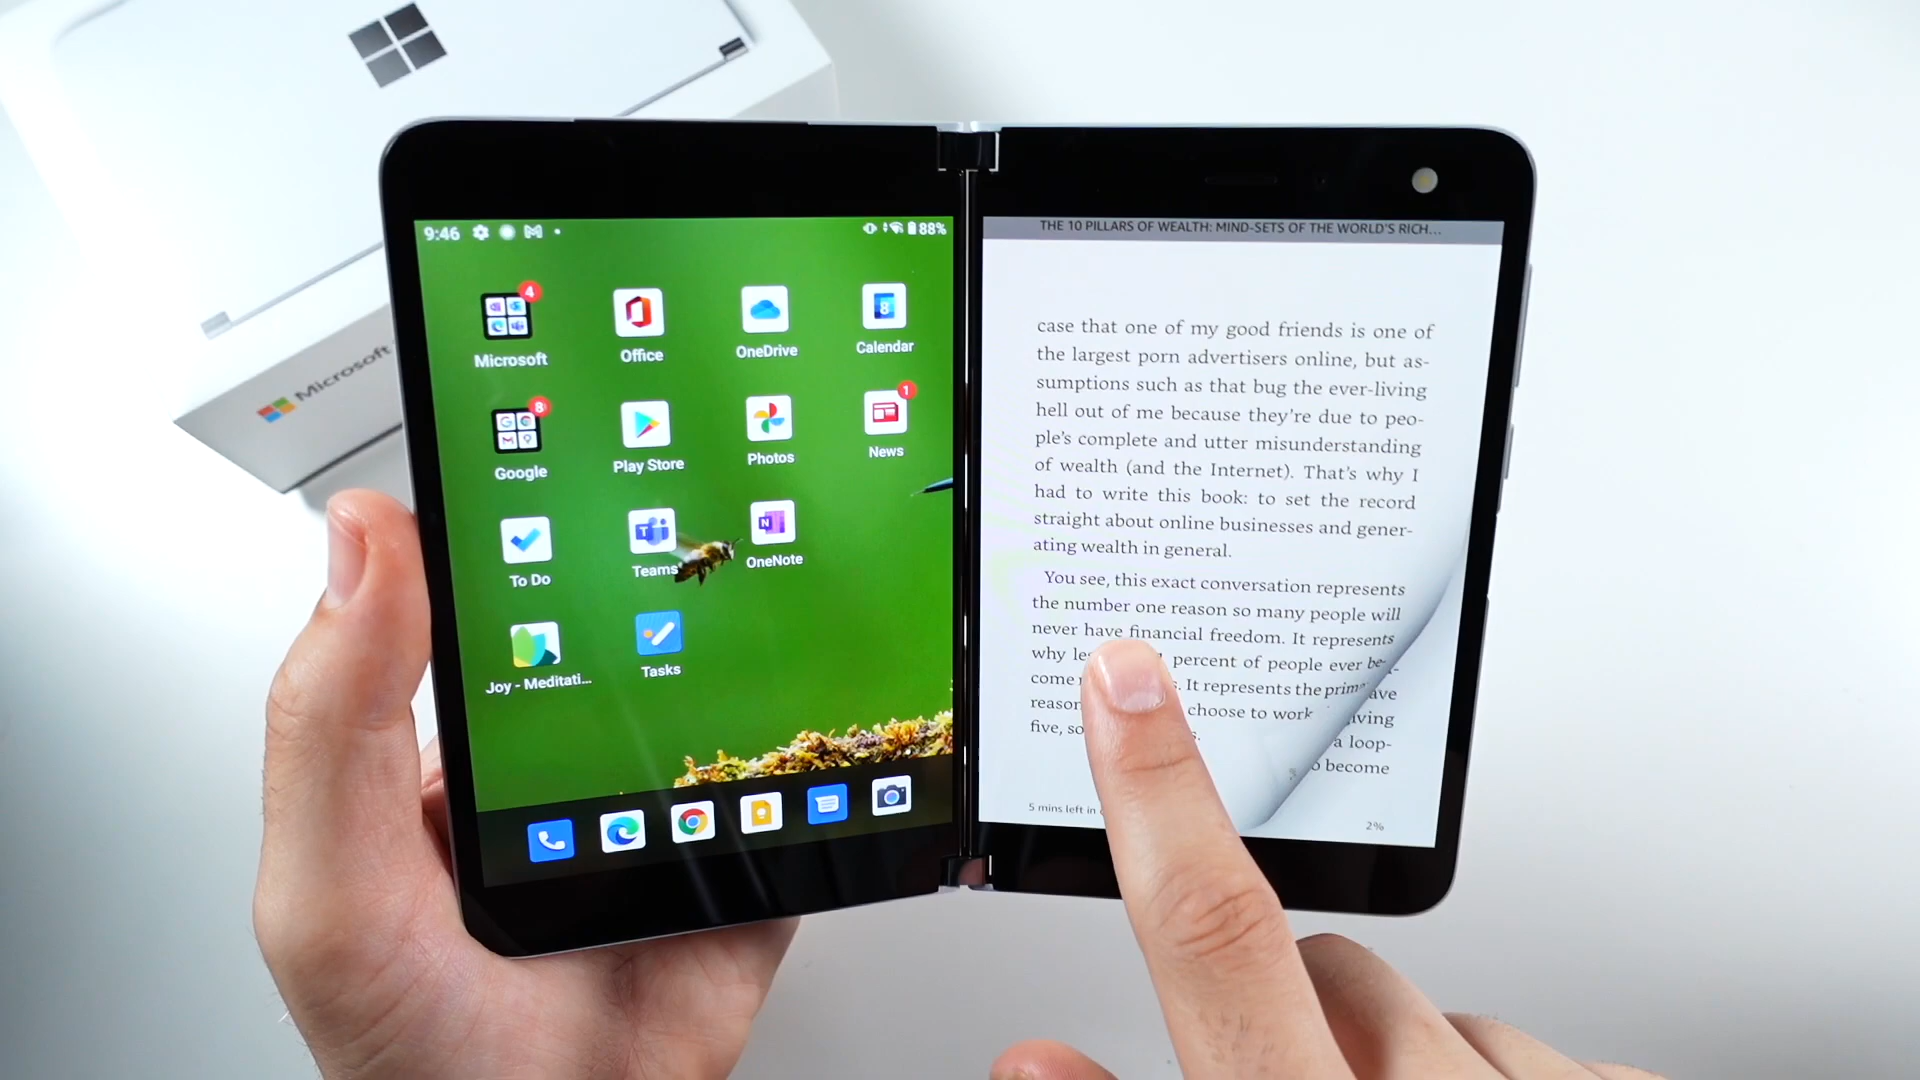 Microsoft
9:46
88%
4
Microsoft
Office
OneDrive
8
Calendar
8
Google
Play Store
Photos
1
News
To Do
T
Teams
N
OneNote
Joy - Meditati...
Tasks
THE 10 PILLARS OF WEALTH: MIND-SETS OF THE WORLD'S RICH...
case that one of my good friends is one of
the largest porn advertisers online, but as-
sumptions such as that bug the ever-living
hell out of me because they're due to peo-
ple's complete and utter misunderstanding
of wealth (and the Internet). That's why I
had to write this book: to set the record
straight about online businesses and gener-
ating wealth in general.
You see, this exact conversation represents
the number one reason so many people will
never have financial freedom. It represents
why percent of people ever be-
come It represents the
reason choose to work
five, so
a loop-
become
5 mins left in
2%